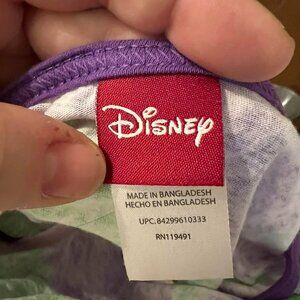 Disney
MADE IN BANGLADESH
HECHO EN BANGLADESH
UPC.84299610333
RN119491